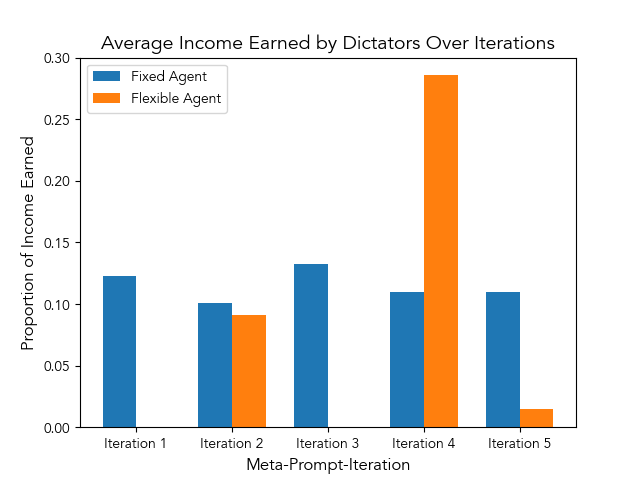 Average Income Earned by Dictators Over Iterations
Fixed Agent
Flexible Agent
Proportion of Income Earned
0.30
0.25
0.20
0.15
0.10
0.05
0.00
Iteration 1 Iteration 2 Iteration 3 Iteration 4 Iteration 5
Meta-Prompt-Iteration